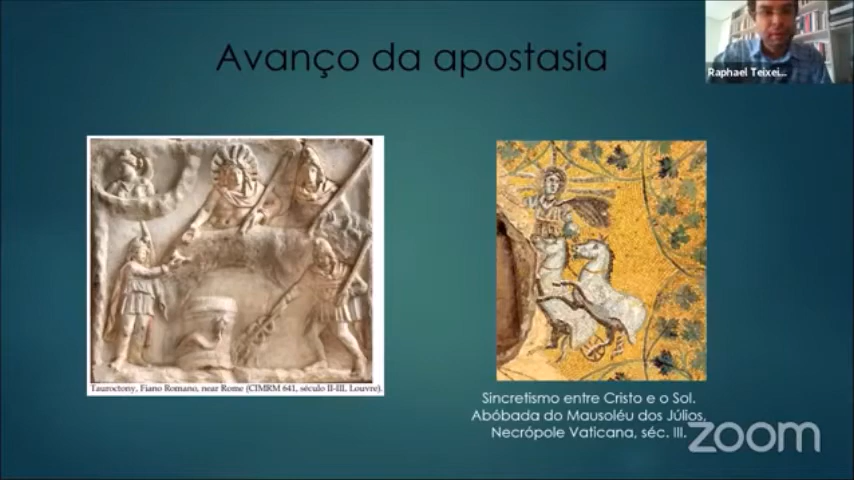 Avanço da apostasia
Raphael Teixei...
Tauroctony, Fiano Romano, near Rome (CIMRM 641, século II-III, Louvre).
Sincretismo entre Cristo e o Sol.
Abóbada do Mausoléu dos Júlios,
Necrópole Vaticana, séc. III.
zoom